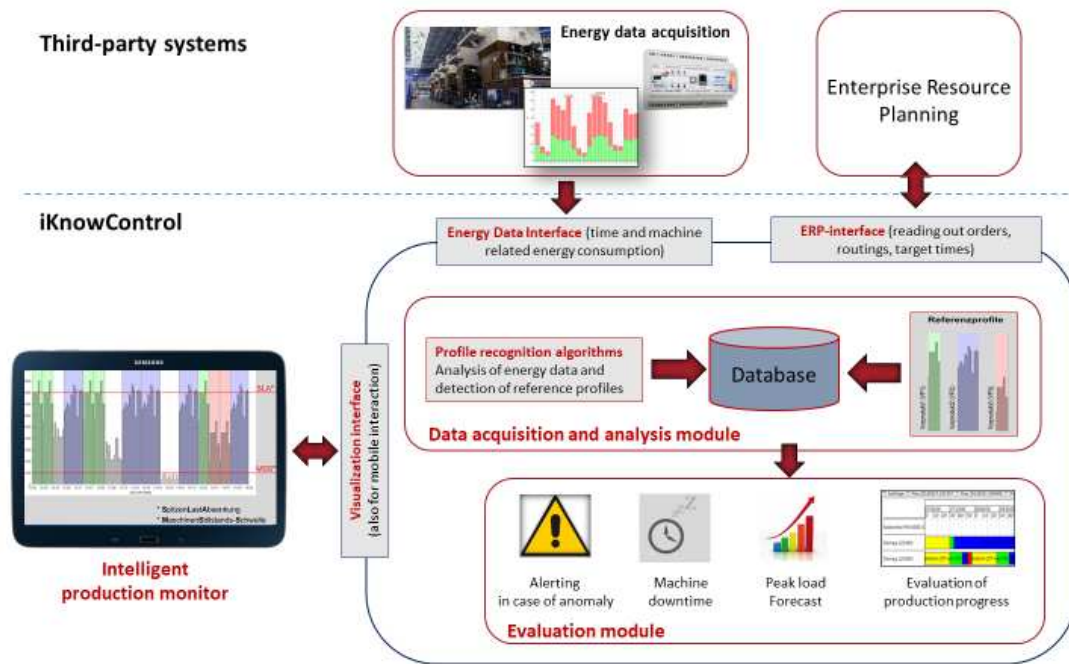 Third-party systems
Energy data acquisition
Enterprise Resource
Planning
iKnowControl
Energy Data Interface (time and machine
related energy consumption)
ERP-interface (reading out orders,
routings, target times)
Visualization interface
(also for mobile interaction)
Profile recognition algorithms
Analysis of energy data and
detection of reference profiles
Database
Referenzprofile
Data acquisition and analysis module
SAMSUNG
* SpitzenLastAbsenkung
* MaschinenStillstands-Schwelle
Intelligent
production monitor
Alerting
in case of anomaly
Machine
downtime
Peak load
Forecast
Evaluation of
production progress
Evaluation module